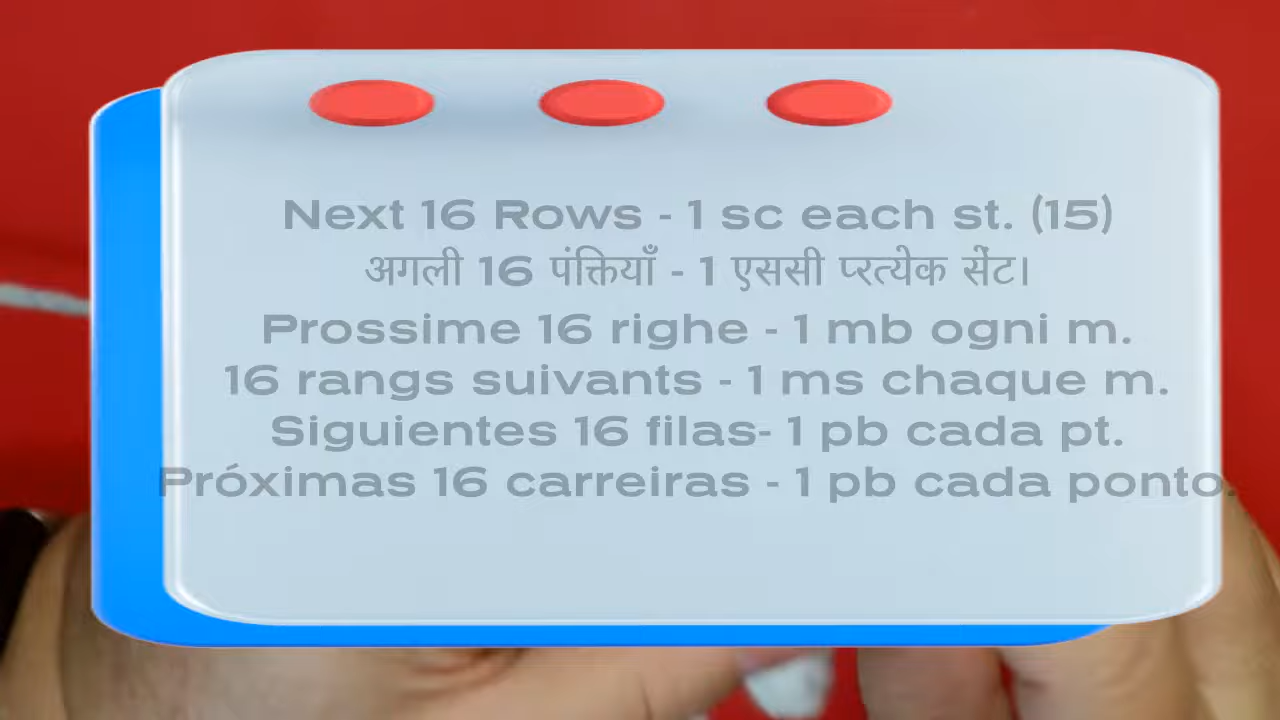 Next 16 Rows - 1 sc each st. (15)
अगली 16 पंक्तियाँ - 1 एससी प्रत्येक सेंट।
Prossime 16 righe - 1 mb ogni m.
16 rangs suivants - 1 ms chaque m.
Siguientes 16 filas- 1 pb cada pt.
Próximas 16 carreiras - 1 pb cada ponto.